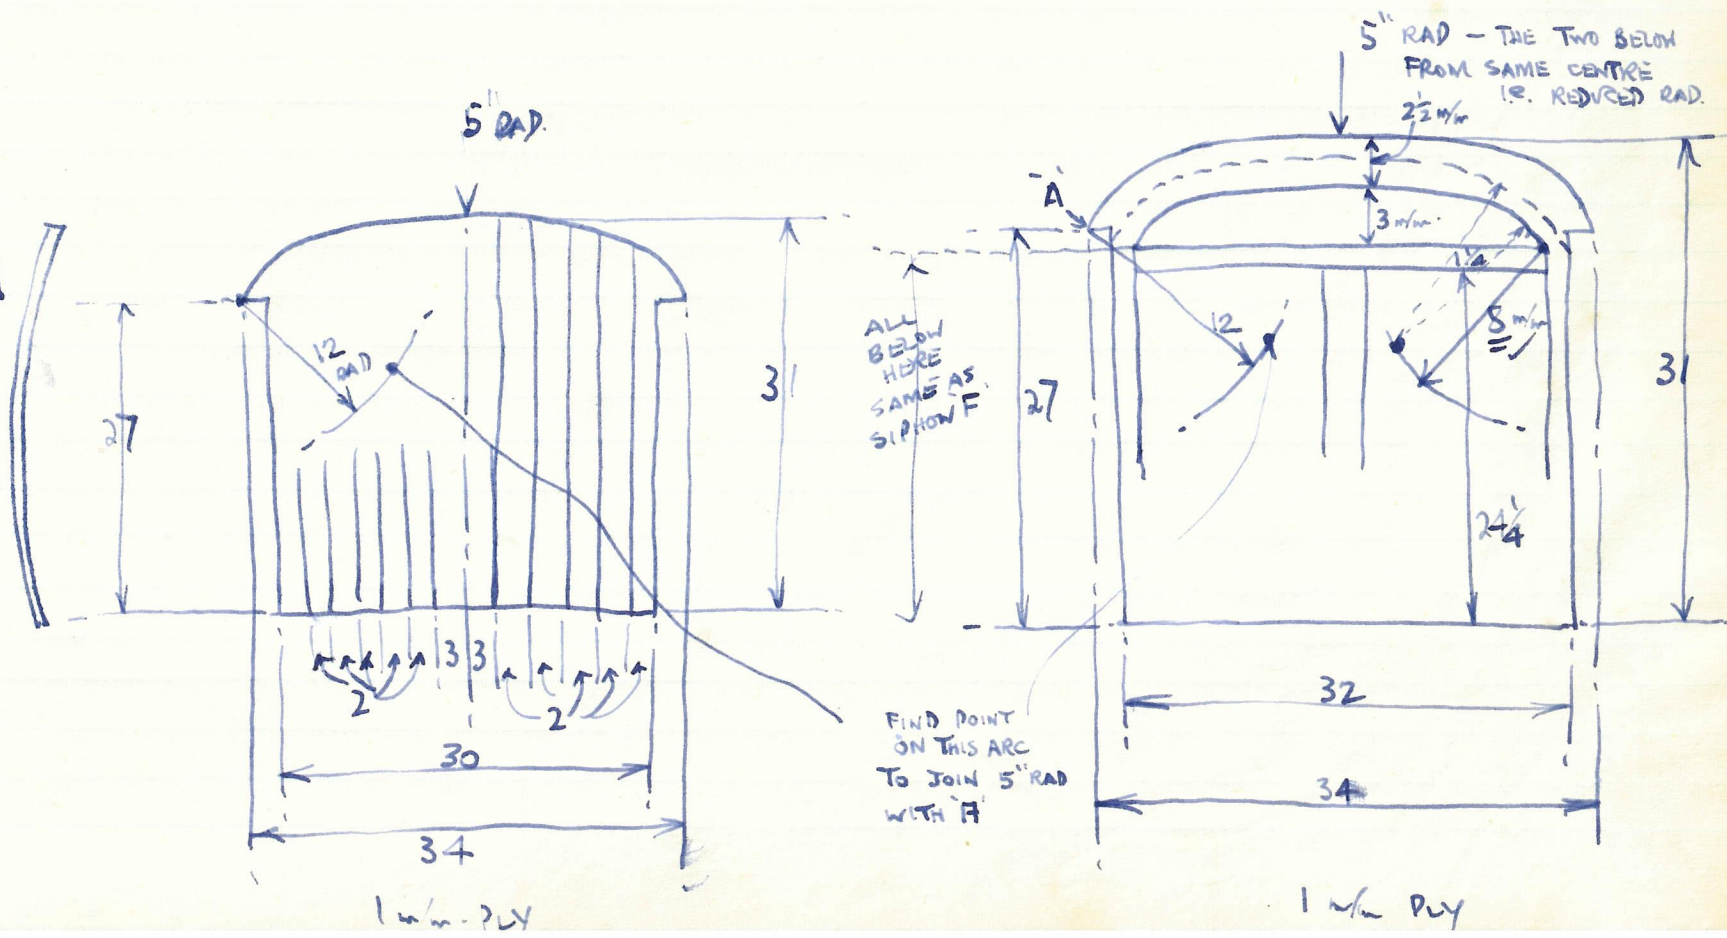 5" RAD.
12
RAD
27
31
3 3
2
2
30
34
1 m/m. PLY
5" RAD – THE TWO BELOW
FROM SAME CENTRE
i.e. REDUCED RAD.
2½ m/m
"A"
3 m/m.
1¼
12
8 m/m
ALL
BELOW
HERE
SAME AS
SIPHON "F"
27
31
24¼
FIND POINT
ON THIS ARC
TO JOIN 5" RAD
WITH "A"
32
34
1 m/m PLY